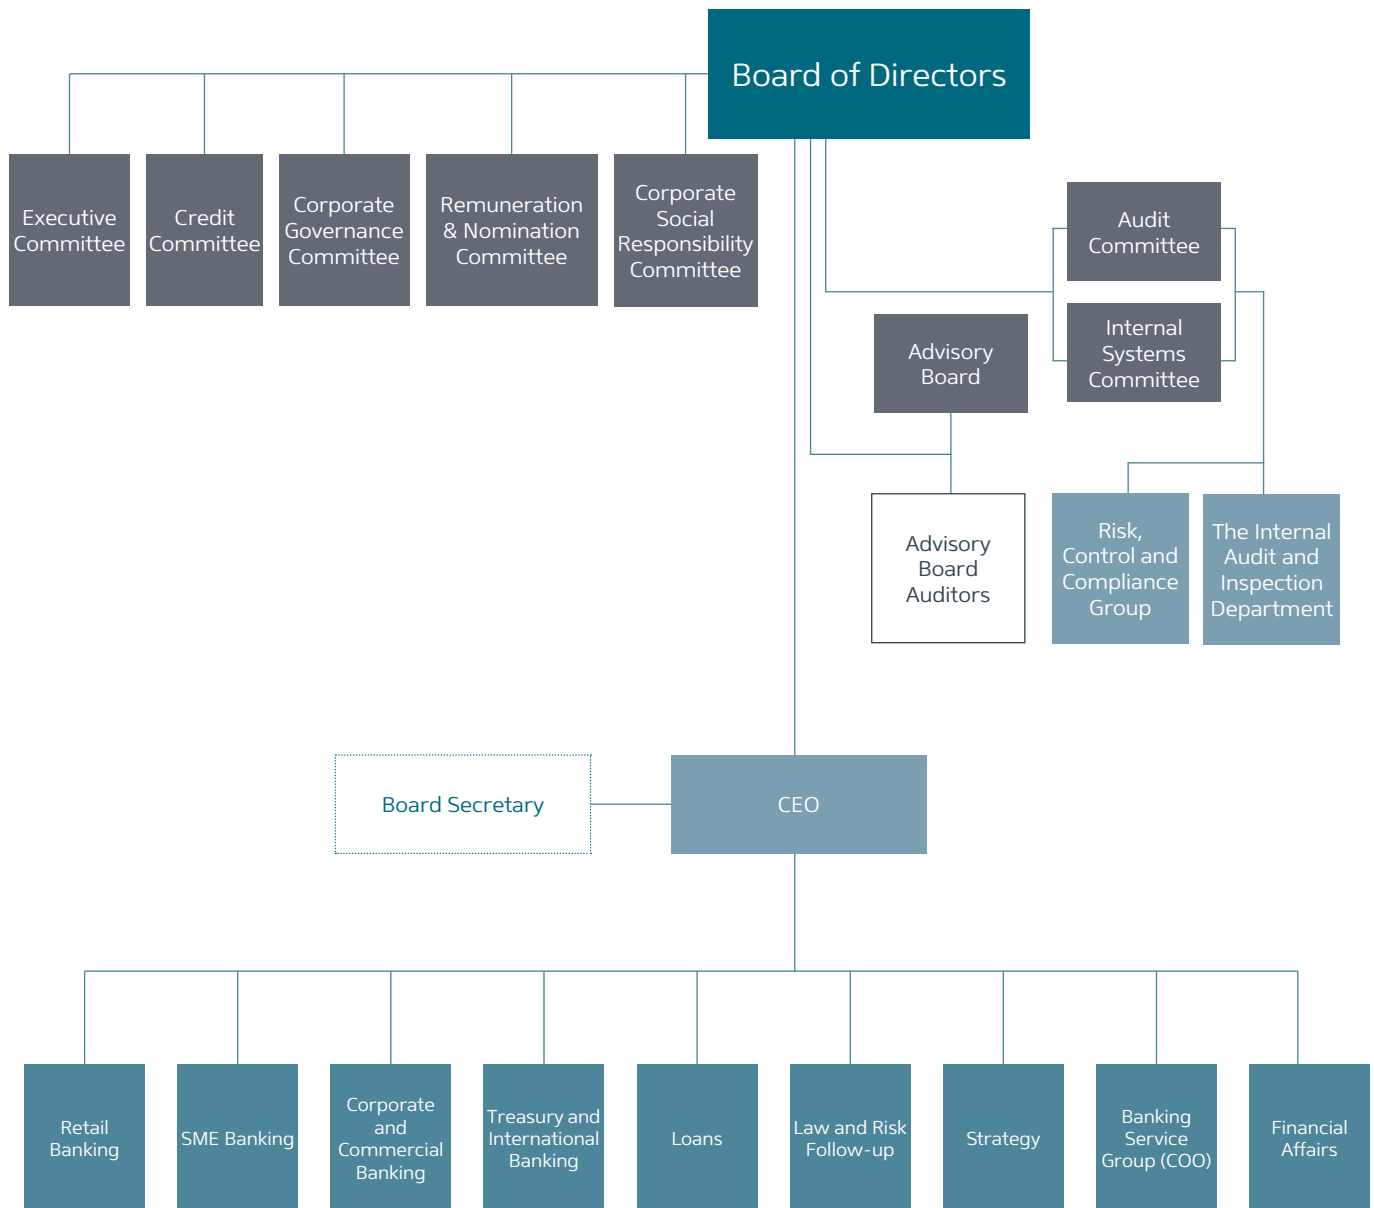 Board of Directors
Executive
Committee
Credit
Committee
Corporate
Governance
Committee
Remuneration
& Nomination
Committee
Corporate
Social
Responsibility
Committee
Audit
Committee
Internal
Systems
Committee
Advisory
Board
Advisory
Board
Auditors
Risk,
Control and
Compliance
Group
The Internal
Audit and
Inspection
Department
Board Secretary
CEO
Retail
Banking
SME Banking
Corporate
and
Commercial
Banking
Treasury and
International
Banking
Loans
Law and Risk
Follow-up
Strategy
Banking
Service
Group (COO)
Financial
Affairs